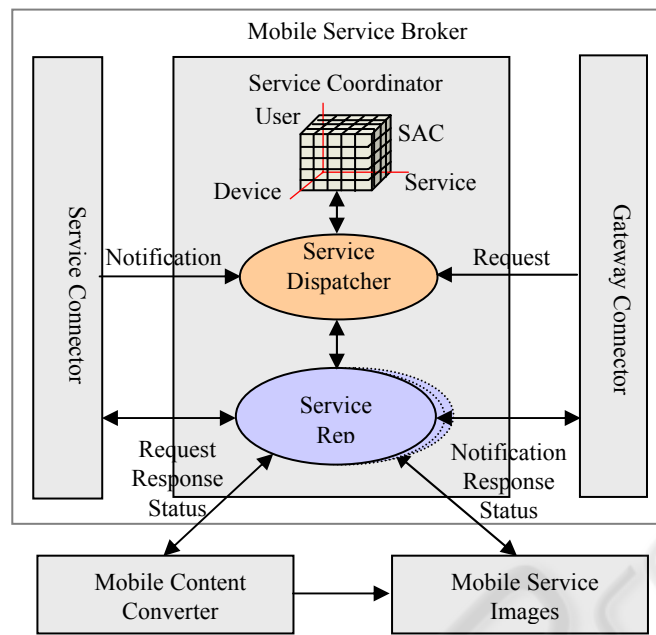 Mobile Service Broker
Service Coordinator
User
SAC
Device
Service
Service Connector
Gateway Connector
Notification
Service
Dispatcher
Request
Service
Rep
Request
Response
Status
Notification
Response
Status
Mobile Content
Converter
Mobile Service
Images